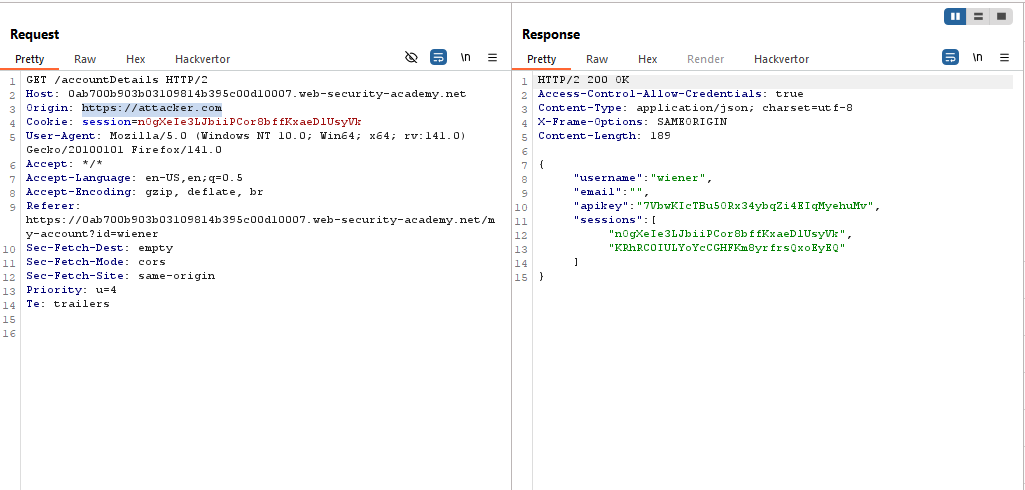 Request
Pretty Raw Hex Hackvertor \n
1 GET /accountDetails HTTP/2
2 Host: 0ab700b903b03109814b395c00d10007.web-security-academy.net
3 Origin: https://attacker.com
4 Cookie: session=n0gXeIe3LJbiiPCor8bffKxaeDlUsyVk
5 User-Agent: Mozilla/5.0 (Windows NT 10.0; Win64; x64; rv:141.0)
Gecko/20100101 Firefox/141.0
6 Accept: */*
7 Accept-Language: en-US,en;q=0.5
8 Accept-Encoding: gzip, deflate, br
9 Referer:
https://0ab700b903b03109814b395c00d10007.web-security-academy.net/m
y-account?id=wiener
10 Sec-Fetch-Dest: empty
11 Sec-Fetch-Mode: cors
12 Sec-Fetch-Site: same-origin
13 Priority: u=4
14 Te: trailers
15
16
Response
Pretty Raw Hex Render Hackvertor \n
1 HTTP/2 200 OK
2 Access-Control-Allow-Credentials: true
3 Content-Type: application/json; charset=utf-8
4 X-Frame-Options: SAMEORIGIN
5 Content-Length: 189
6
7 {
8 "username":"wiener",
9 "email":"",
10 "apikey":"7VbwKIcTBu5ORx34ybqZi4EIqMyehuMv",
11 "sessions":[
12 "n0gXeIe3LJbiiPCor8bffKxaeDlUsyVk",
13 "KRhRC0IULYoYcCGHFKm8yrfrsQxoEyEQ"
14 ]
15 }